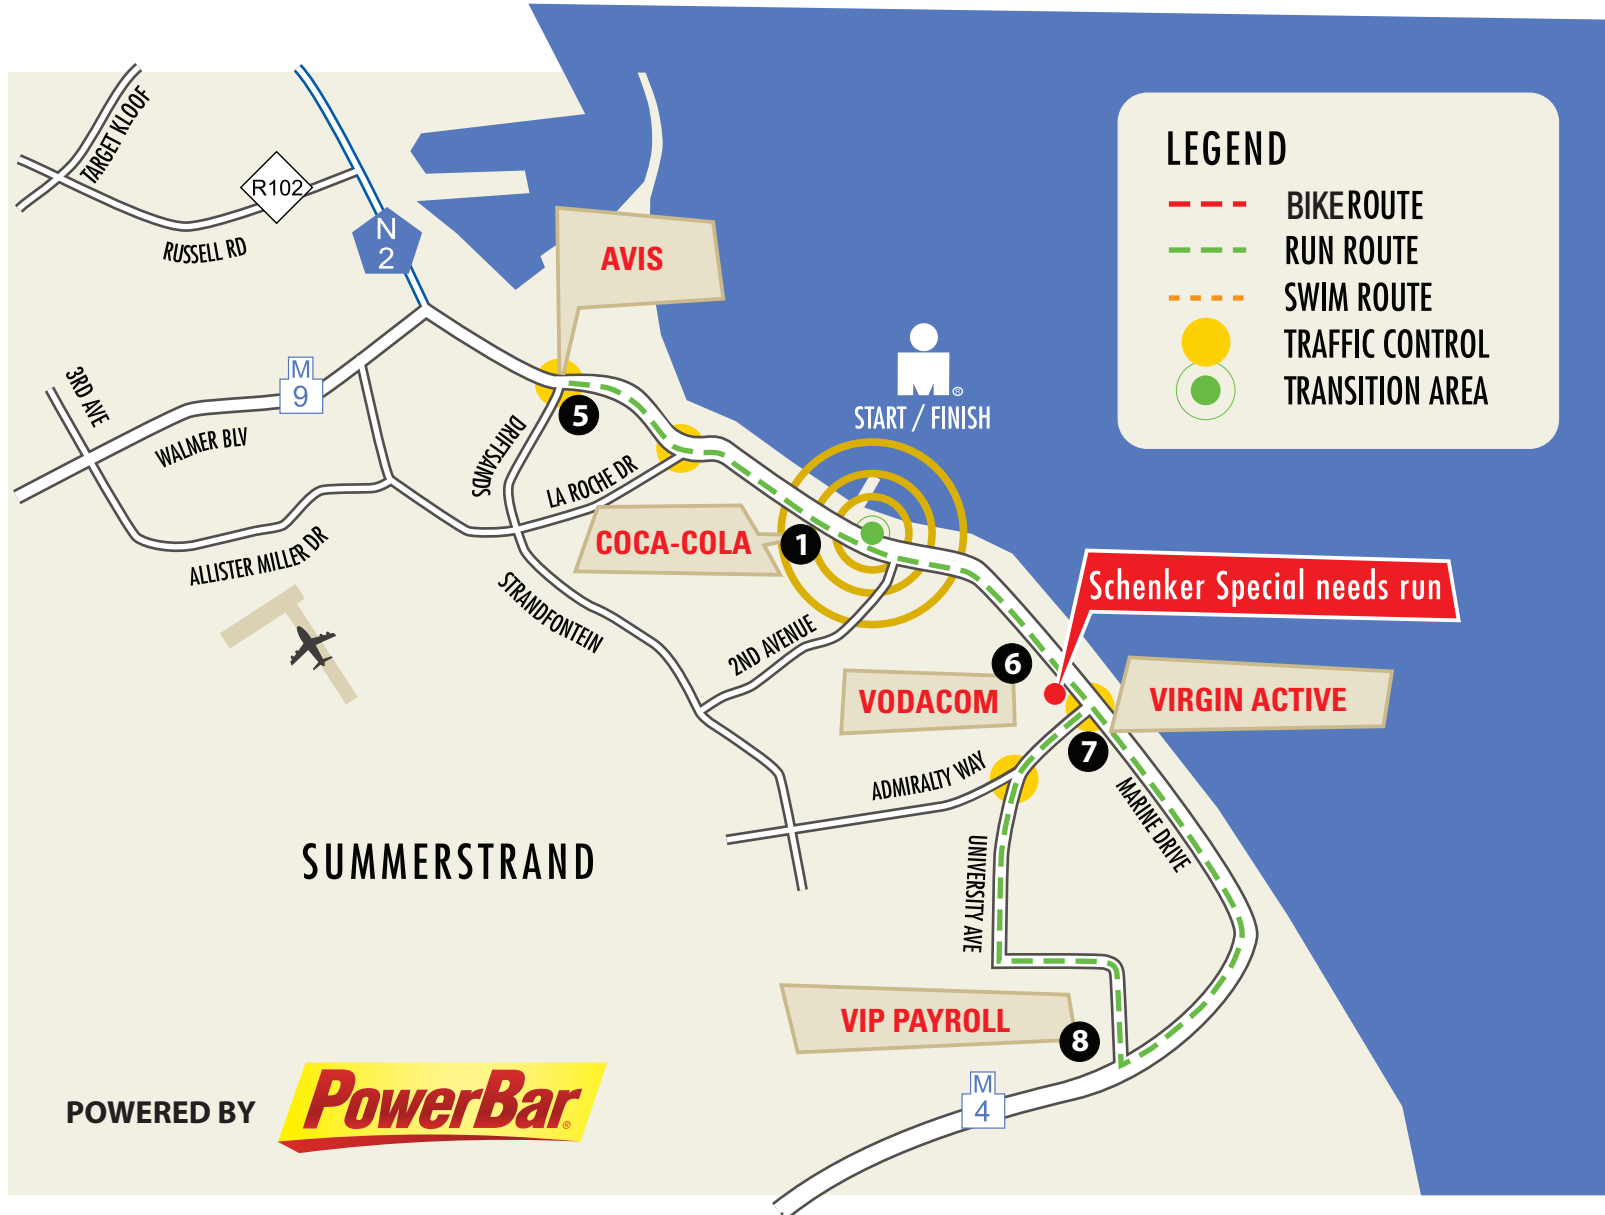 TARGET KLOOF
R102
RUSSELL RD
N
2
AVIS
LEGEND
BIKE ROUTE
RUN ROUTE
SWIM ROUTE
TRAFFIC CONTROL
TRANSITION AREA
®
START / FINISH
3RD AVE
M
9
WALMER BLV
5
DRIFTSANDS
LA ROCHE DR
COCA-COLA
1
ALLISTER MILLER DR
STRANDFONTEIN
2ND AVENUE
Schenker Special needs run
6
VODACOM
VIRGIN ACTIVE
7
ADMIRALTY WAY
MARINE DRIVE
UNIVERSITY AVE
SUMMERSTRAND
VIP PAYROLL
8
M
4
POWERED BY
PowerBar®